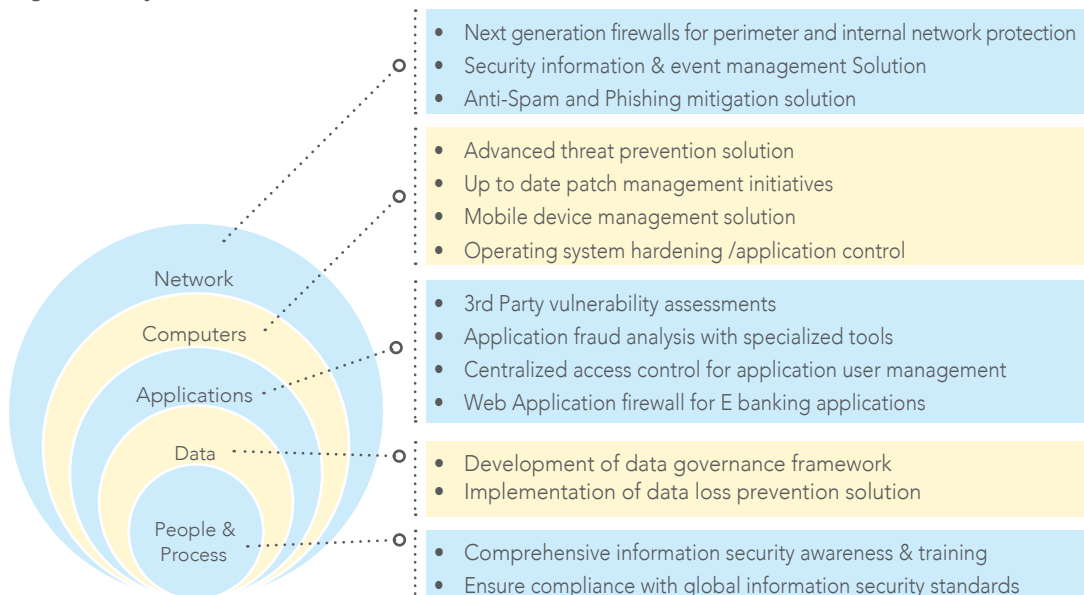 • Next generation firewalls for perimeter and internal network protection
• Security information & event management Solution
• Anti-Spam and Phishing mitigation solution
• Advanced threat prevention solution
• Up to date patch management initiatives
• Mobile device management solution
• Operating system hardening /application control
Network
Computers
Applications
Data
People &
Process
• 3rd Party vulnerability assessments
• Application fraud analysis with specialized tools
• Centralized access control for application user management
• Web Application firewall for E banking applications
• Development of data governance framework
• Implementation of data loss prevention solution
• Comprehensive information security awareness & training
• Ensure compliance with global information security standards